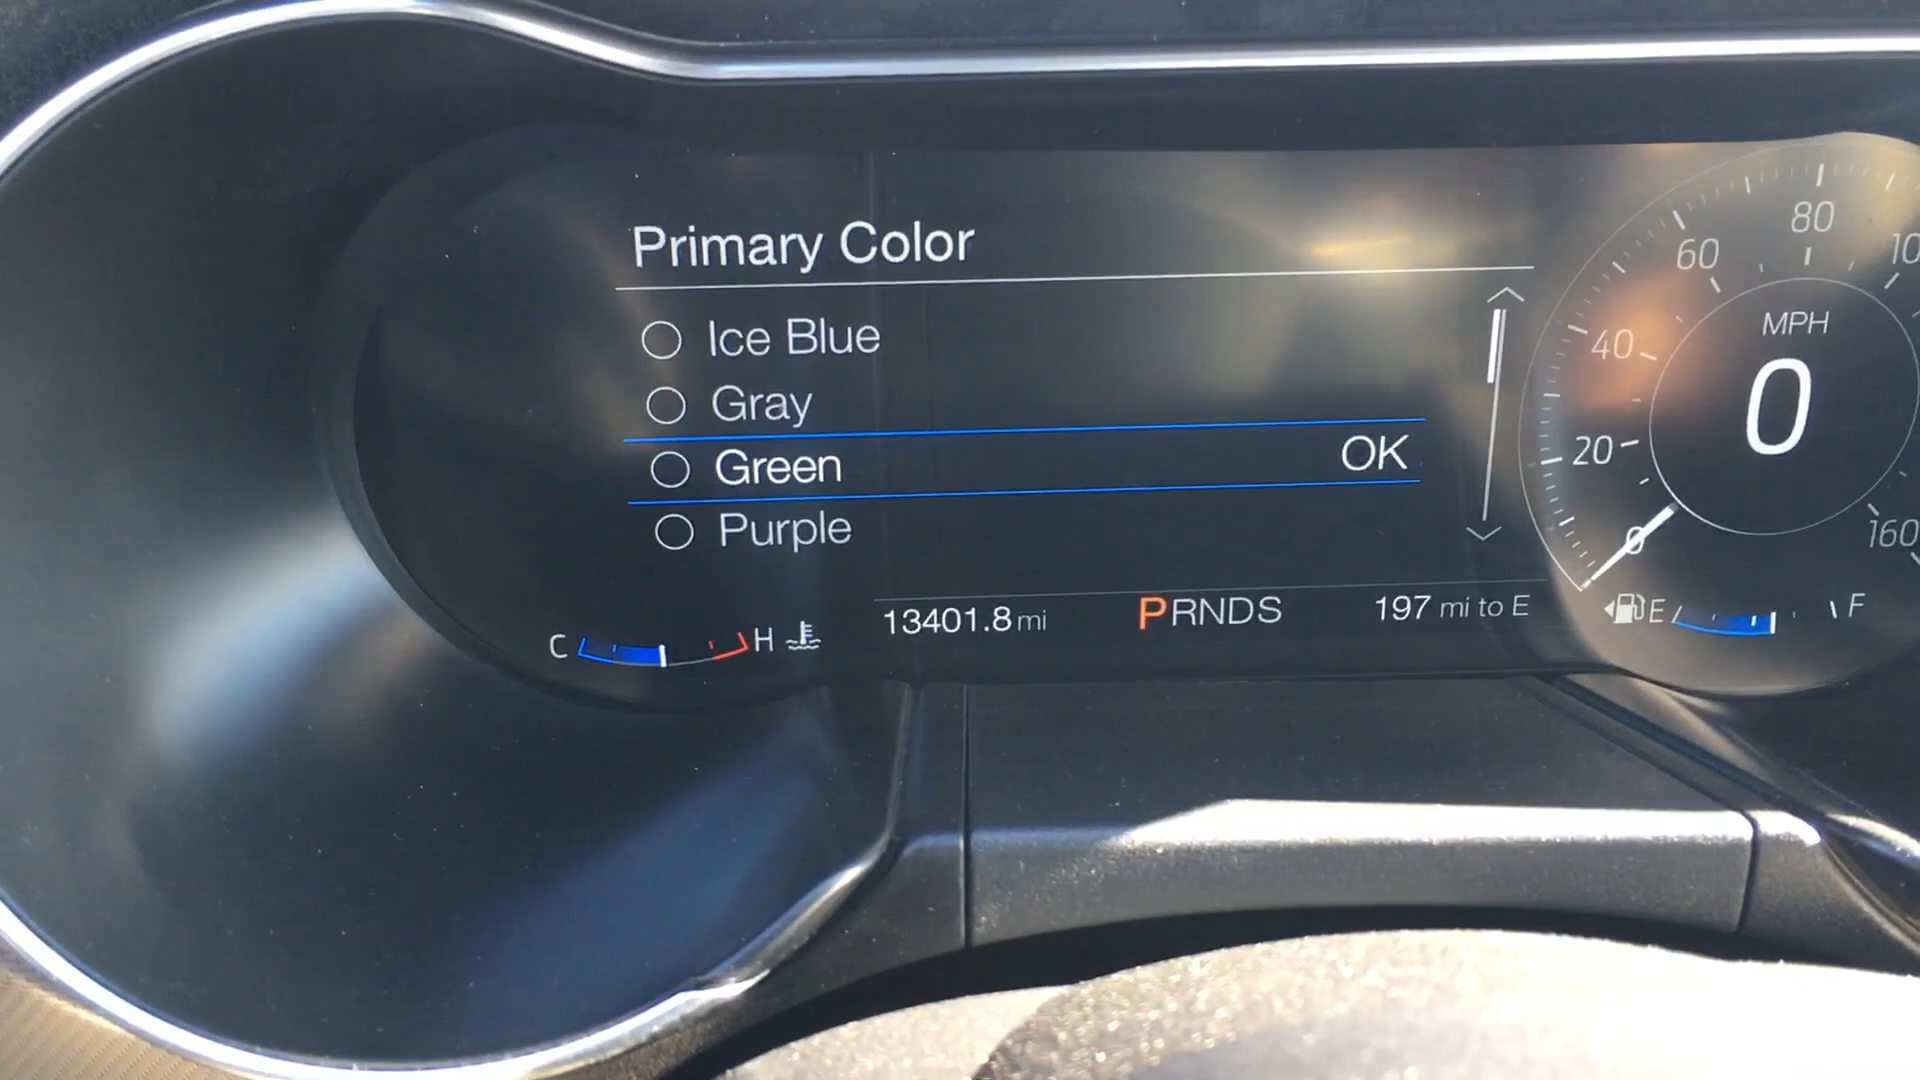 Primary Color
Ice Blue
Gray
Green OK
Purple
C H
13401.8 mi
PRNDS
197 mi to E
E F
MPH
0
0
20
40
60
80
160